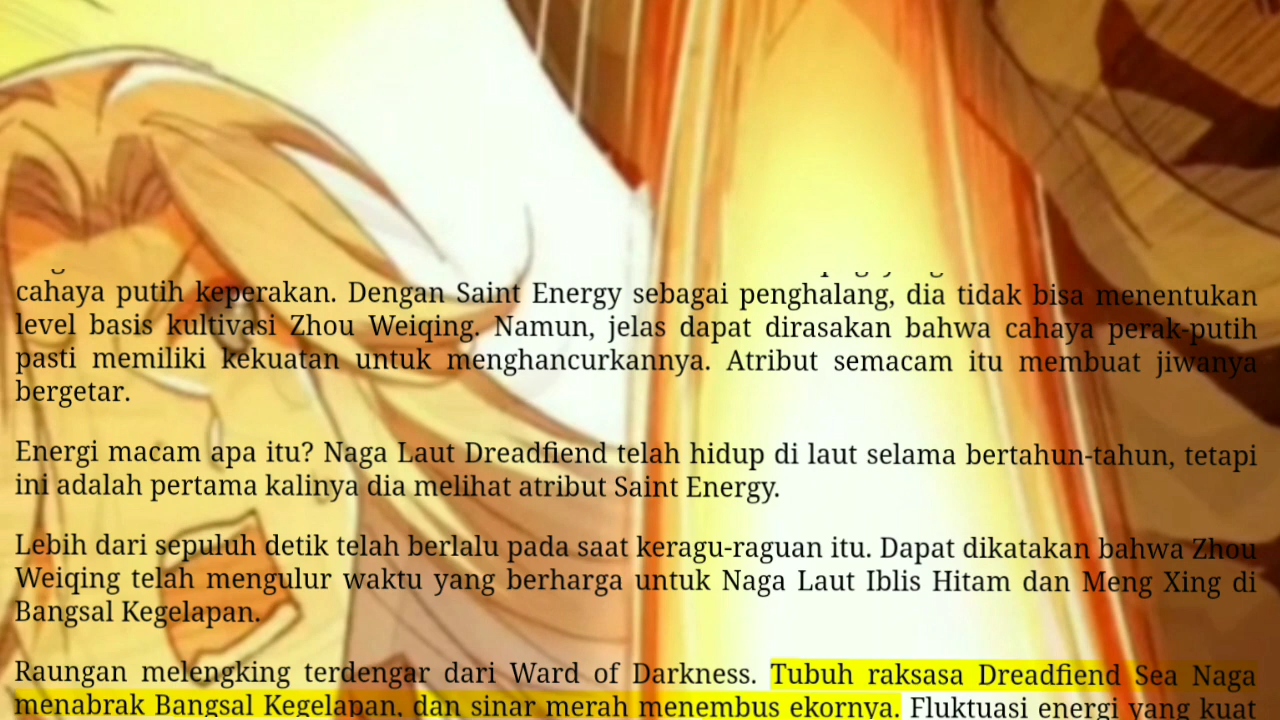 cahaya putih keperakan. Dengan Saint Energy sebagai penghalang, dia tidak bisa menentukan
level basis kultivasi Zhou Weiqing. Namun, jelas dapat dirasakan bahwa cahaya perak-putih
pasti memiliki kekuatan untuk menghancurkannya. Atribut semacam itu membuat jiwanya
bergetar.
Energi macam apa itu? Naga Laut Dreadfiend telah hidup di laut selama bertahun-tahun, tetapi
ini adalah pertama kalinya dia melihat atribut Saint Energy.
Lebih dari sepuluh detik telah berlalu pada saat keragu-raguan itu. Dapat dikatakan bahwa Zhou
Weiqing telah mengulur waktu yang berharga untuk Naga Laut Iblis Hitam dan Meng Xing di
Bangsal Kegelapan.
Raungan melengking terdengar dari Ward of Darkness. Tubuh raksasa Dreadfiend Sea Naga
menabrak Bangsal Kegelapan, dan sinar merah menembus ekornya. Fluktuasi energi yang kuat